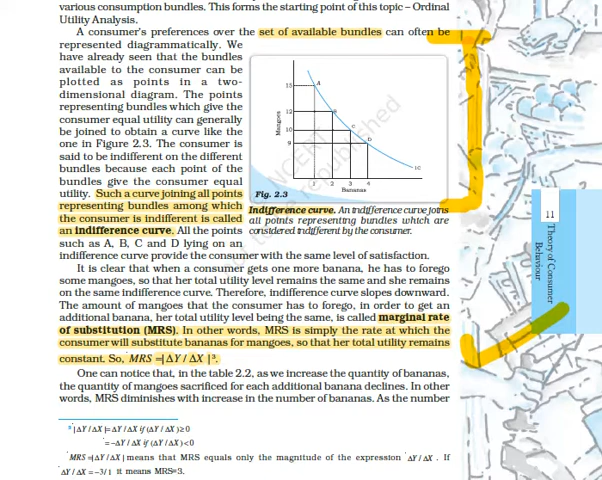 various consumption bundles. This forms the starting point of this topic – Ordinal
Utility Analysis.
A consumer's preferences over the set of available bundles can often be
represented diagrammatically. We
have already seen that the bundles
available to the consumer can be
plotted as points in a two-
dimensional diagram. The points
representing bundles which give the
consumer equal utility can generally
be joined to obtain a curve like the
one in Figure 2.3. The consumer is
said to be indifferent on the different
bundles because each point of the
bundles give the consumer equal
utility. Such a curve joining all points
representing bundles among which
the consumer is indifferent is called
an indifference curve. All the points
such as A, B, C and D lying on an
indifference curve provide the consumer with the same level of satisfaction.
Mangoes
15
12
10
9
A
B
C
D
IC
1
2
3
4
Bananas
Fig. 2.3
Indifference curve. An indifference curve joins
all points representing bundles which are
considered indifferent by the consumer.
It is clear that when a consumer gets one more banana, he has to forego
some mangoes, so that her total utility level remains the same and she remains
on the same indifference curve. Therefore, indifference curve slopes downward.
The amount of mangoes that the consumer has to forego, in order to get an
additional banana, her total utility level being the same, is called marginal rate
of substitution (MRS). In other words, MRS is simply the rate at which the
consumer will substitute bananas for mangoes, so that her total utility remains
constant. So, MRS =|ΔY / ΔX |³.
One can notice that, in the table 2.2, as we increase the quantity of bananas,
the quantity of mangoes sacrificed for each additional banana declines. In other
words, MRS diminishes with increase in the number of bananas. As the number
³ |ΔY / ΔX |= ΔY / ΔX if (ΔY / ΔX) ≥ 0
= −ΔY / ΔX if (ΔY / ΔX) < 0
MRS =|ΔY / ΔX | means that MRS equals only the magnitude of the expression ΔY / ΔX . If
ΔY / ΔX = −3/1 it means MRS=3.
11
Theory of Consumer
Behaviour